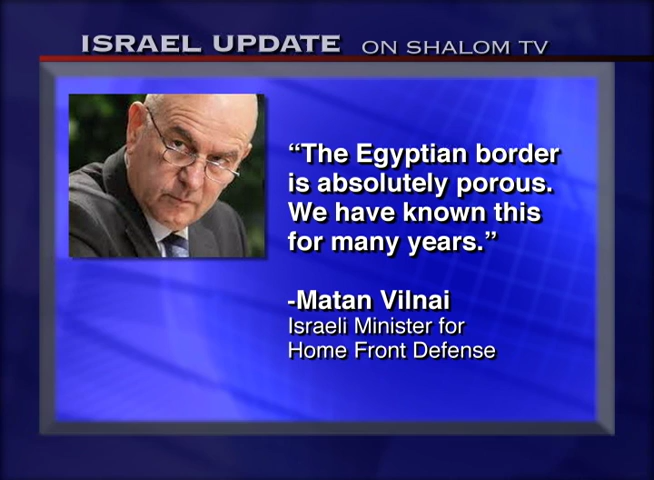 ISRAEL UPDATE ON SHALOM TV
“The Egyptian border
is absolutely porous.
We have known this
for many years.”
-Matan Vilnai
Israeli Minister for
Home Front Defense